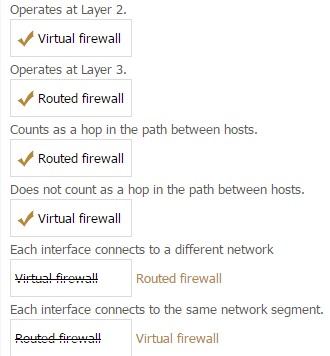 Operates at Layer 2.
Virtual firewall
Operates at Layer 3.
Routed firewall
Counts as a hop in the path between hosts.
Routed firewall
Does not count as a hop in the path between hosts.
Virtual firewall
Each interface connects to a different network
Virtual firewall Routed firewall
Each interface connects to the same network segment.
Routed firewall Virtual firewall